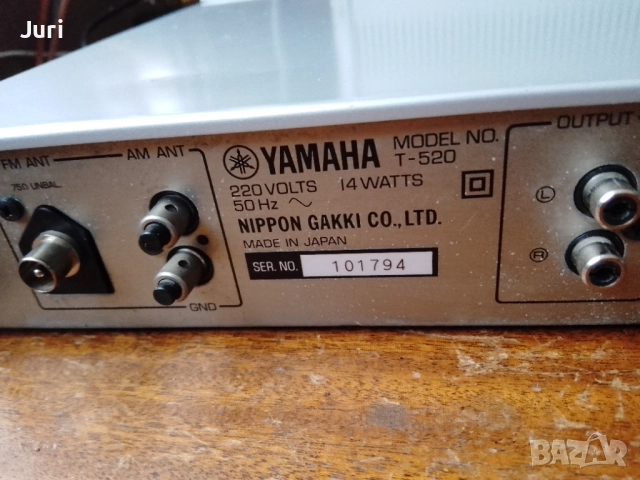 Juri
FM ANT
AM ANT
75Ω UNBAL.
GND
YAMAHA
MODEL NO.
T-520
220 VOLTS 14 WATTS
50 Hz
NIPPON GAKKI CO., LTD.
MADE IN JAPAN
SER. NO. 101794
OUTPUT
L
R
BAZAR